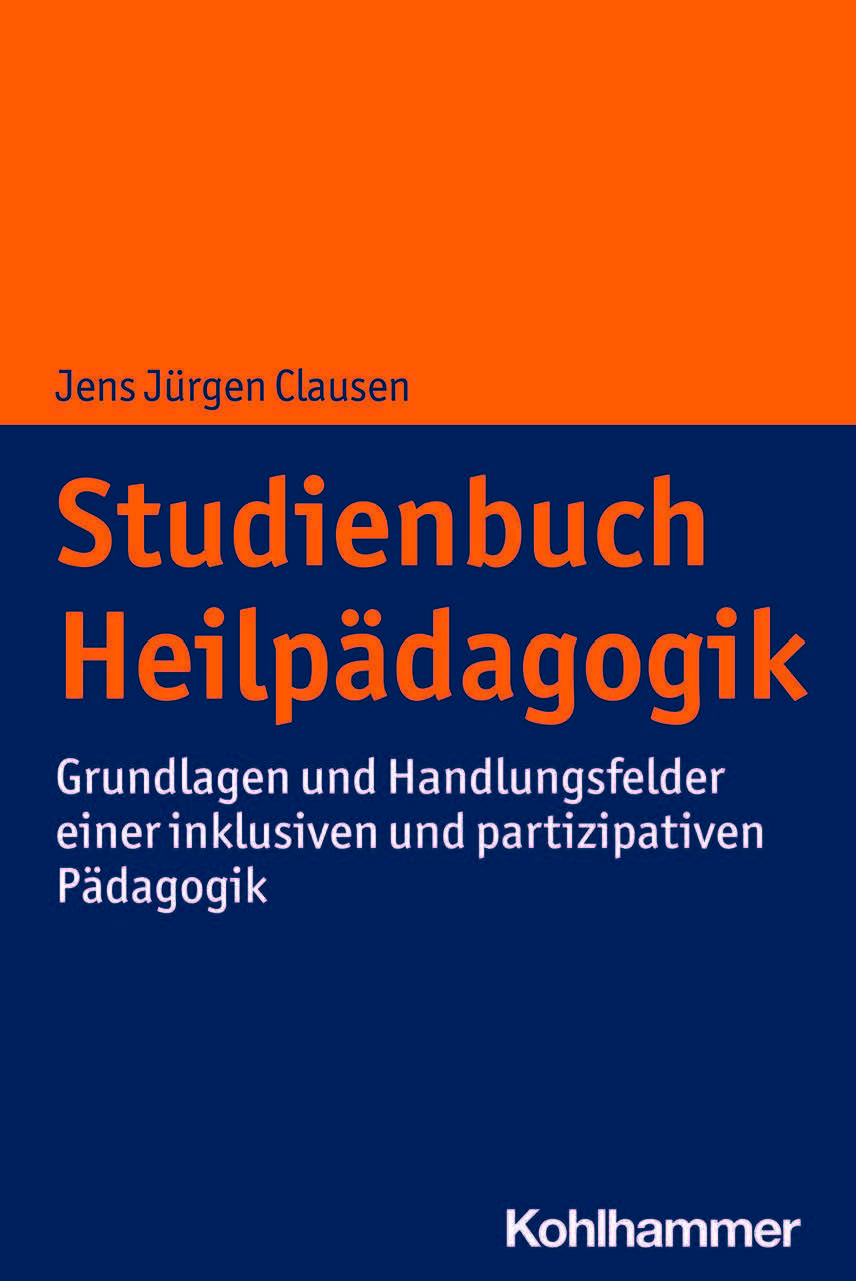 Jens Jürgen Clausen
Studienbuch
Heilpädagogik
Grundlagen und Handlungsfelder
einer inklusiven und partizipativen
Pädagogik
Kohlhammer